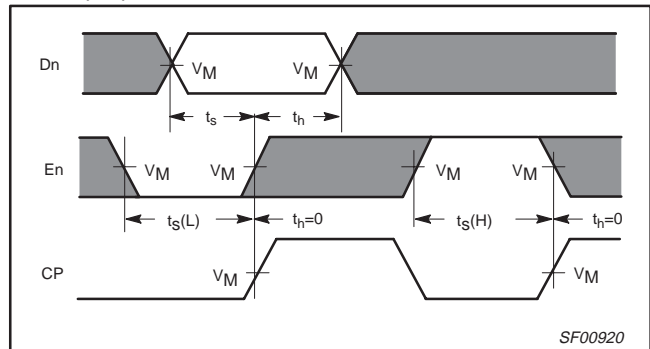 Dn VM VM
ts th
En VM VM VM VM
ts(L) th=0 ts(H) th=0
CP VM VM
SF00920